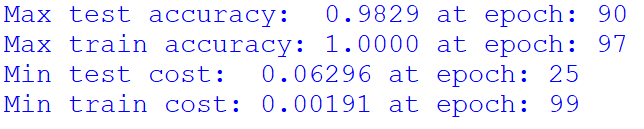 Max test accuracy:  0.9829 at epoch: 90
Max train accuracy: 1.0000 at epoch: 97
Min test cost:  0.06296 at epoch: 25
Min train cost: 0.00191 at epoch: 99